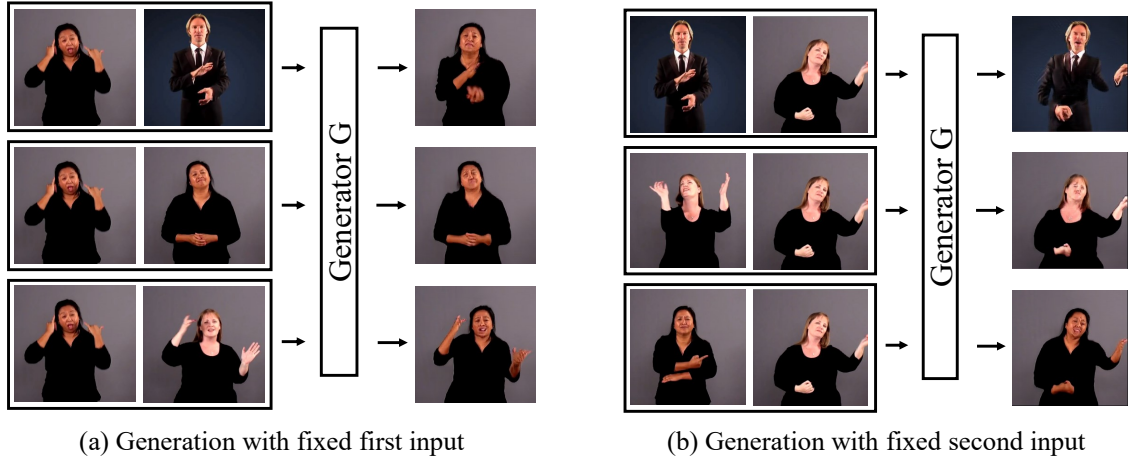 Generator G
Generator G
(a) Generation with fixed first input
(b) Generation with fixed second input